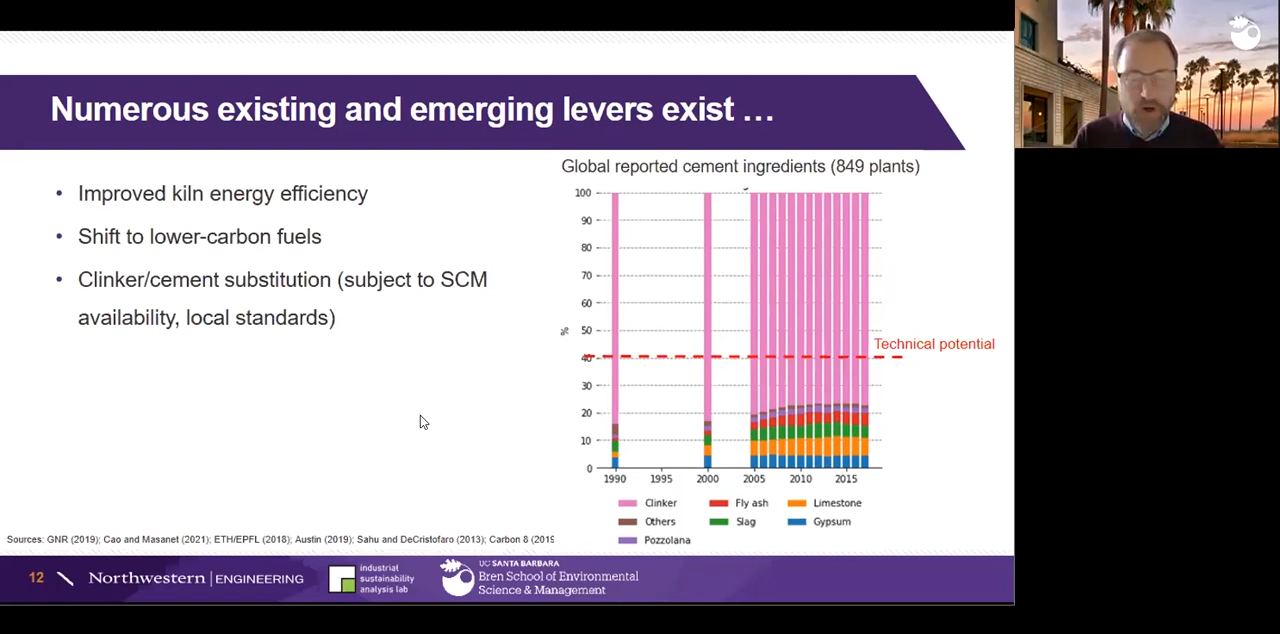 Numerous existing and emerging levers exist …
• Improved kiln energy efficiency
• Shift to lower-carbon fuels
• Clinker/cement substitution (subject to SCM
availability, local standards)
Global reported cement ingredients (849 plants)
100
90
80
70
60
50
40
30
20
10
0
%
Technical potential
1990 1995 2000 2005 2010 2015
Clinker Fly ash Limestone
Others Slag Gypsum
Pozzolana
Sources: GNR (2019); Cao and Masanet (2021); ETH/EPFL (2018); Austin (2019); Sahu and DeCristofaro (2013); Carbon 8 (2019
12 Northwestern | ENGINEERING
industrial
sustainability
analysis lab
UC SANTA BARBARA
Bren School of Environmental
Science & Management